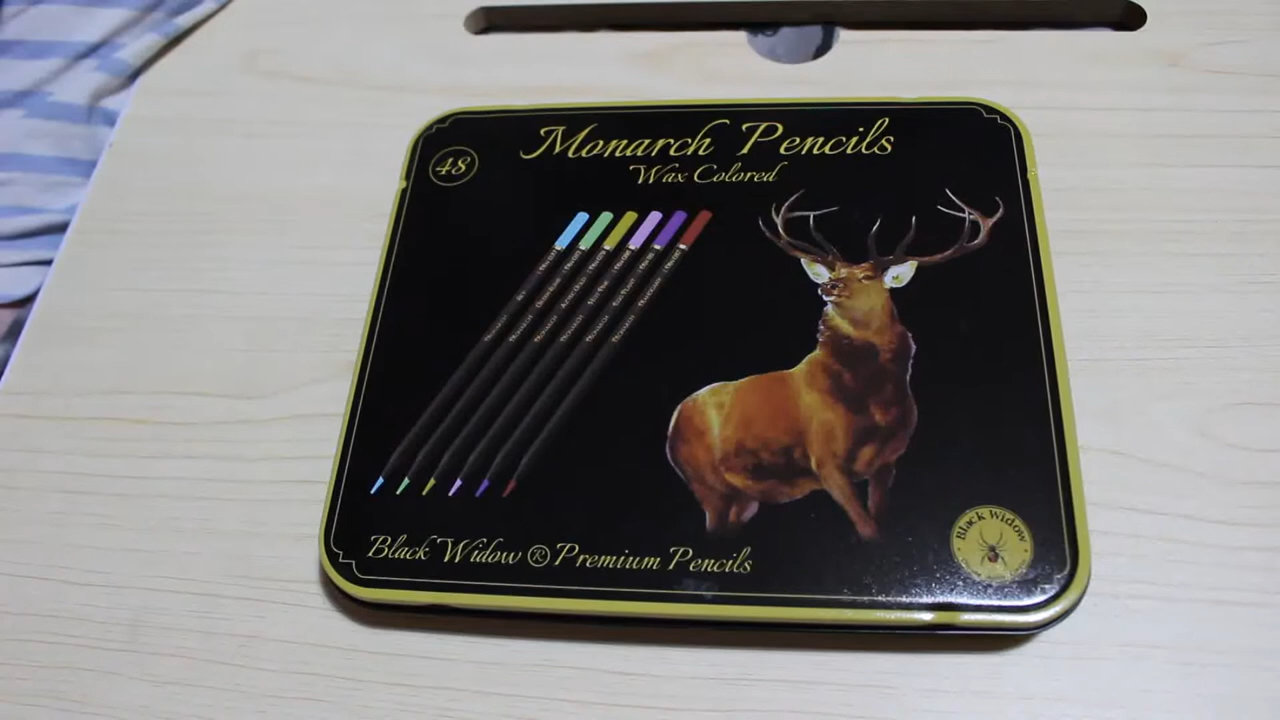 Monarch Pencils
48
Wax Colored
Black Widow ® Premium Pencils
Black Widow